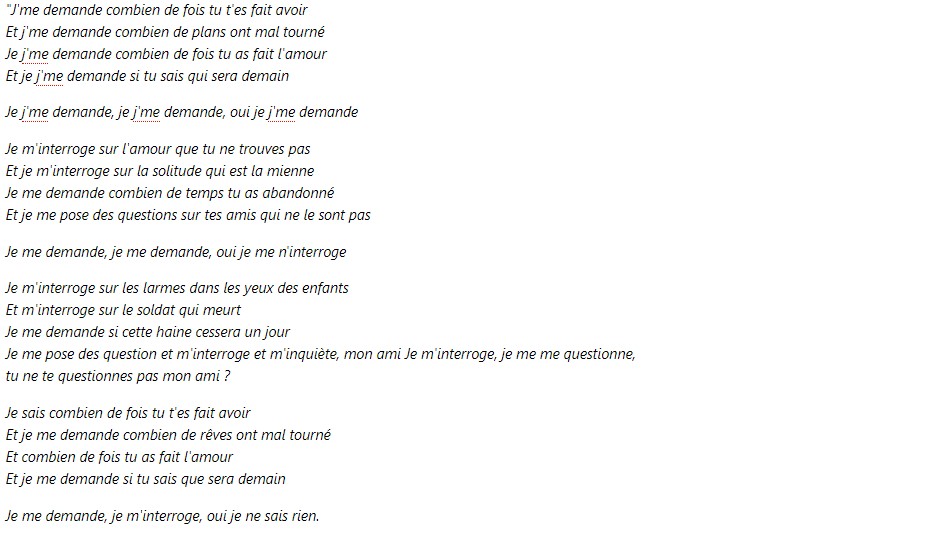 "J'me demande combien de fois tu t'es fait avoir
Et j'me demande combien de plans ont mal tourné
Je j'me demande combien de fois tu as fait l'amour
Et je j'me demande si tu sais qui sera demain
Je j'me demande, je j'me demande, oui je j'me demande
Je m'interroge sur l'amour que tu ne trouves pas
Et je m'interroge sur la solitude qui est la mienne
Je me demande combien de temps tu as abandonné
Et je me pose des questions sur tes amis qui ne le sont pas
Je me demande, je me demande, oui je me n'interroge
Je m'interroge sur les larmes dans les yeux des enfants
Et m'interroge sur le soldat qui meurt
Je me demande si cette haine cessera un jour
Je me pose des question et m'interroge et m'inquiète, mon ami Je m'interroge, je me me questionne,
tu ne te questionnes pas mon ami ?
Je sais combien de fois tu t'es fait avoir
Et je me demande combien de rêves ont mal tourné
Et combien de fois tu as fait l'amour
Et je me demande si tu sais que sera demain
Je me demande, je m'interroge, oui je ne sais rien.